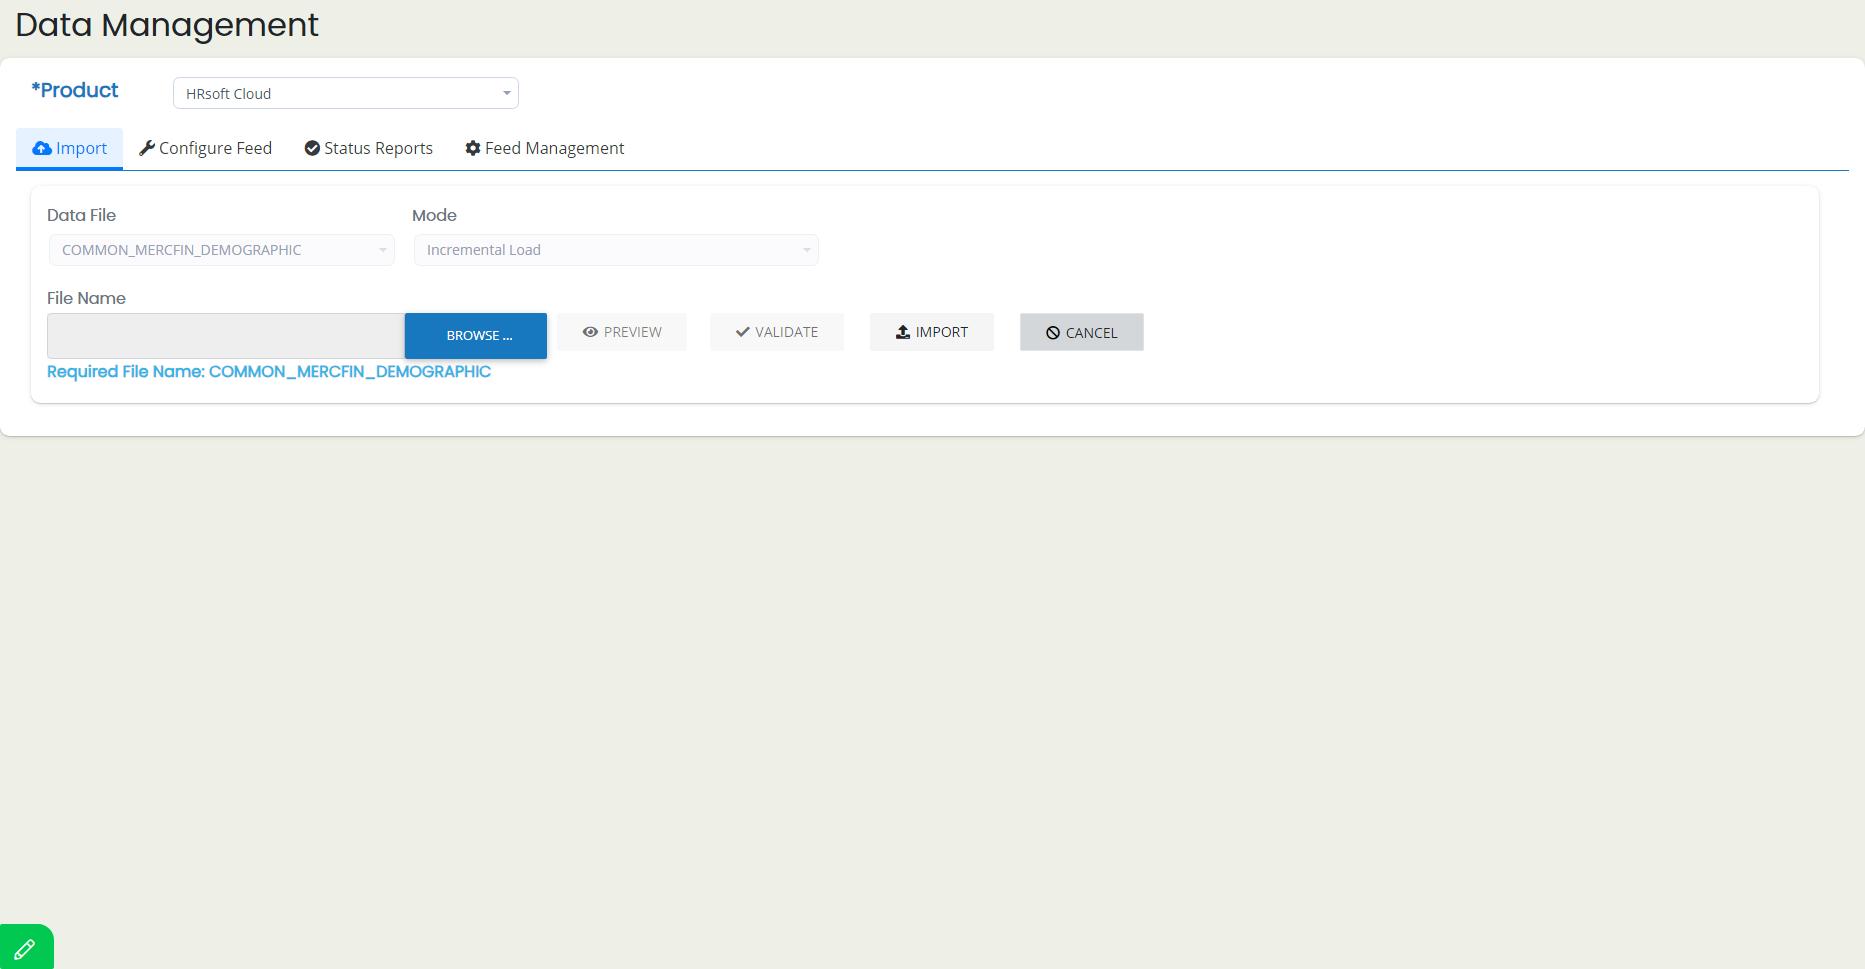 Data Management
*Product
HRsoft Cloud
Import
Configure Feed
Status Reports
Feed Management
Data File
Mode
COMMON_MERCFIN_DEMOGRAPHIC
Incremental Load
File Name
BROWSE ...
PREVIEW
VALIDATE
IMPORT
CANCEL
Required File Name: COMMON_MERCFIN_DEMOGRAPHIC